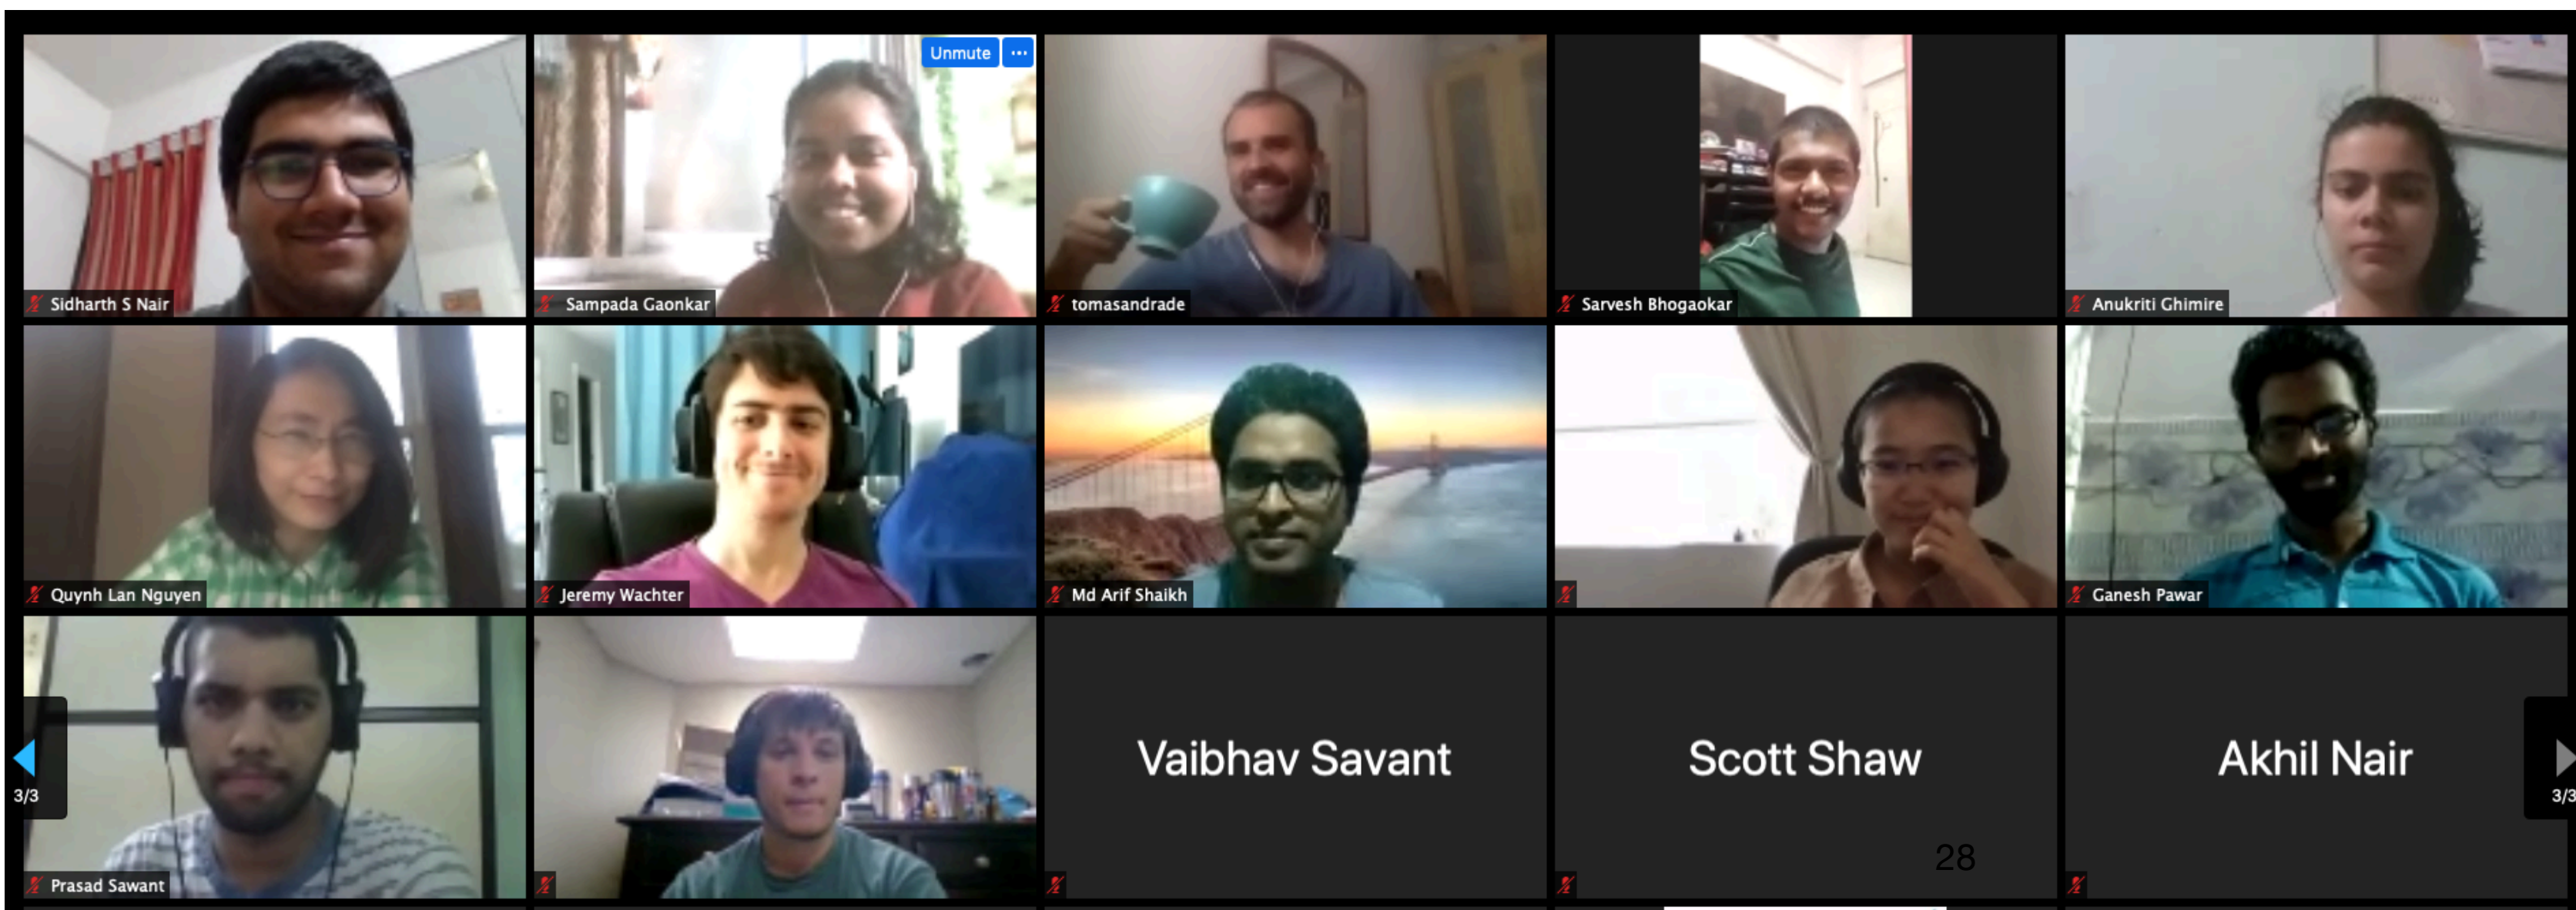 Unmute
Sidharth S Nair
Sampada Gaonkar
tomasandrade
Sarvesh Bhogaokar
Anukriti Ghimire
Quynh Lan Nguyen
Jeremy Wachter
Md Arif Shaikh
Ganesh Pawar
3/3
Prasad Sawant
Vaibhav Savant
Scott Shaw
28
Akhil Nair
3/3